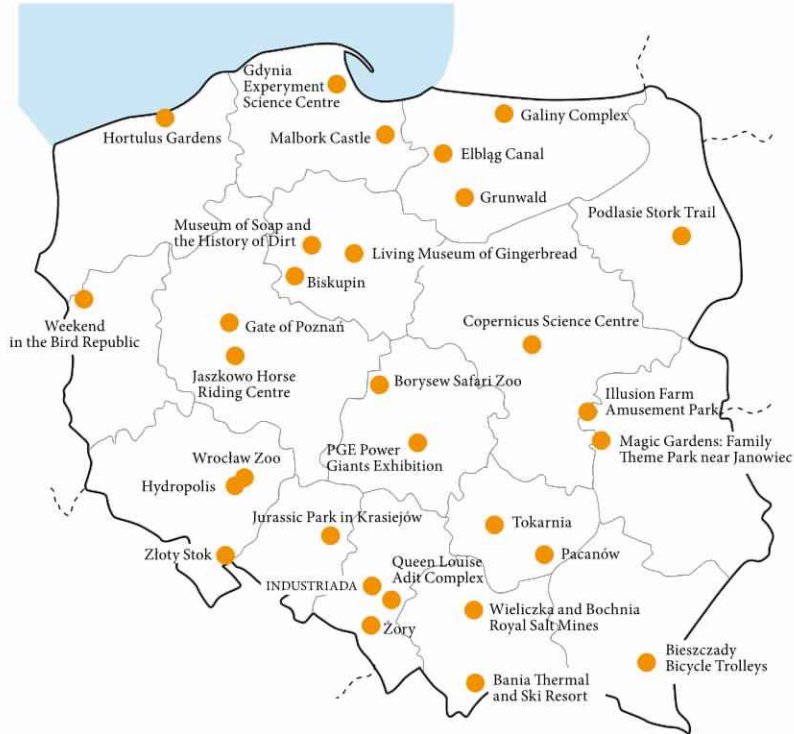 Gdynia
Experyment
Science Centre
Galiny Complex
Hortulus Gardens
Malbork Castle
Elbląg Canal
Grunwald
Podlasie Stork Trail
Museum of Soap and
the History of Dirt
Living Museum of Gingerbread
Biskupin
Weekend
in the Bird Republic
Gate of Poznań
Copernicus Science Centre
Jaszkowo Horse
Riding Centre
Borysew Safari Zoo
Illusion Farm
Amusement Park
PGE Power
Giants Exhibition
Magic Gardens: Family
Theme Park near Janowiec
Wrocław Zoo
Hydropolis
Jurassic Park in Krasiejów
Tokarnia
Złoty Stok
Queen Louise
Adit Complex
Pacanów
INDUSTRIADA
Żory
Wieliczka and Bochnia
Royal Salt Mines
Bieszczady
Bicycle Trolleys
Bania Thermal
and Ski Resort